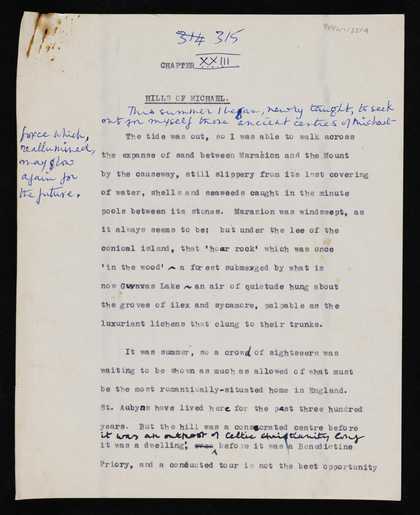 314 315
CHAPTER XXIII
HILLS OF MICHAEL.
This summer I began, newly taught, to seek
out for myself those ancient centres of Michael-
force which,
reallumined,
may glow
again for
the future.
The tide was out, so I was able to walk across
the expanse of sand between Marazion and the Mount
by the causeway, still slippery from its last covering
of water, shells and seaweeds caught in the minute
pools between its stones. Marazion was windswept, as
it always seems to be; but under the lee of the
conical island, that 'hoar rock' which was once
'in the wood' ~ a forest submerged by what is
now Gwavas Lake ~ an air of quietude hung about
the groves of ilex and sycamore, palpable as the
luxuriant lichens that clung to their trunks.
It was summer, so a crowd of sightseers was
waiting to be shown as much as allowed of what must
be the most romantically-situated home in England.
St. Aubyns have lived here for the past three hundred
years. But the hill was a consecrated centre before
it was an outpost of Celtic christianity long
it was a dwelling; even before it was a Benedictine
Priory, and a conducted tour is not the best opportunity